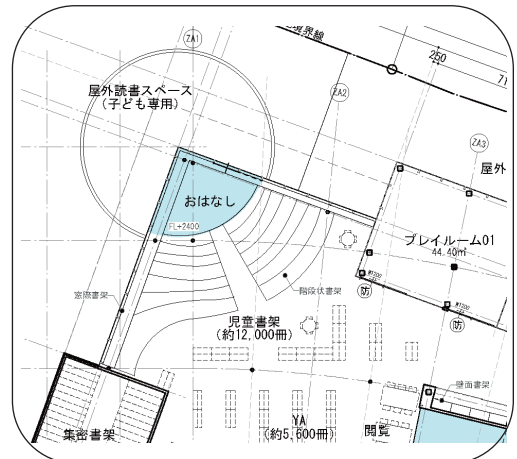 ZA1
境界線
250
ZA2
屋外読書スペース
(子ども専用)
ZA3
屋外
おはなし
FL+2400
プレイルーム01
44.40㎡
W1200
防
階段状書架
窓際書架
児童書架
(約12,000冊)
W1200
防
壁面書架
YA
(約5,600冊)
閲覧
集密書架